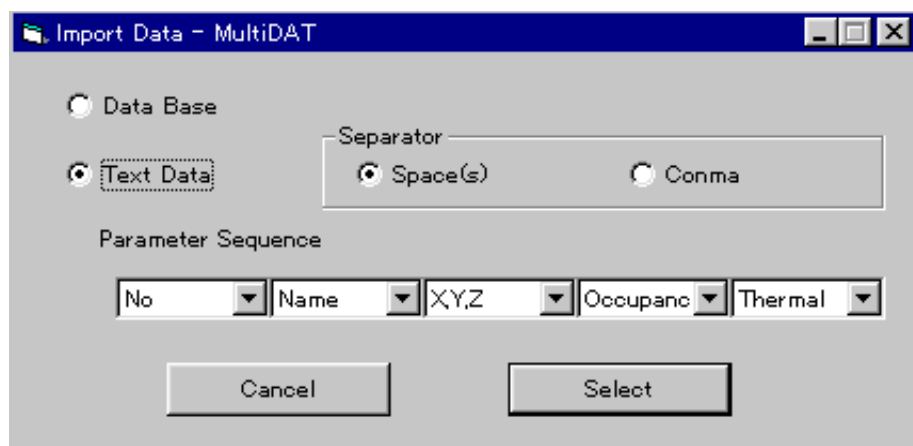 Import Data - MultiDAT
Data Base
Separator
Text Data
Space(s)
Conma
Parameter Sequence
No
Name
X,Y,Z
Occupanc
Thermal
Cancel
Select